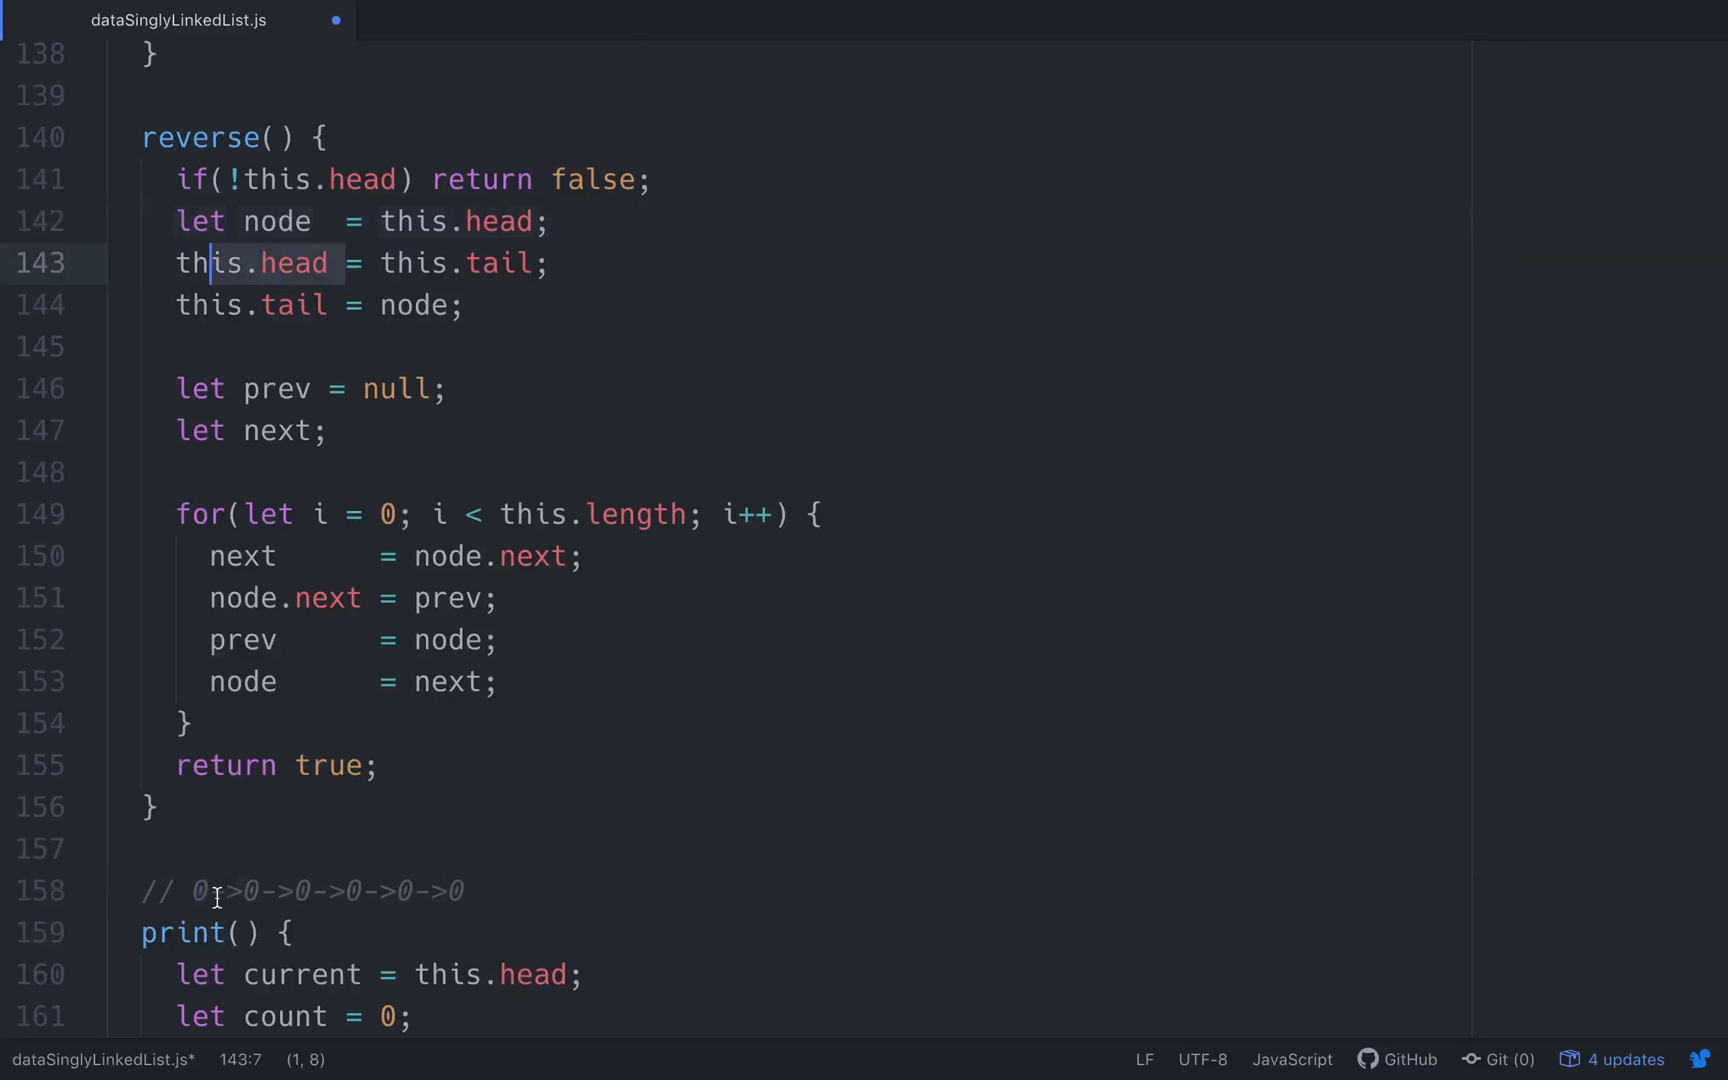 dataSinglyLinkedList.js
138 }
139
140 reverse() {
141 if(!this.head) return false;
142 let node  = this.head;
143 this.head = this.tail;
144 this.tail = node;
145
146 let prev = null;
147 let next;
148
149 for(let i = 0; i < this.length; i++) {
150 next      = node.next;
151 node.next = prev;
152 prev      = node;
153 node      = next;
154 }
155 return true;
156 }
157
158 // 0->0->0->0->0->0
159 print() {
160 let current = this.head;
161 let count = 0;
dataSinglyLinkedList.js* 143:7 (1, 8) LF UTF-8 JavaScript GitHub Git (0) 4 updates